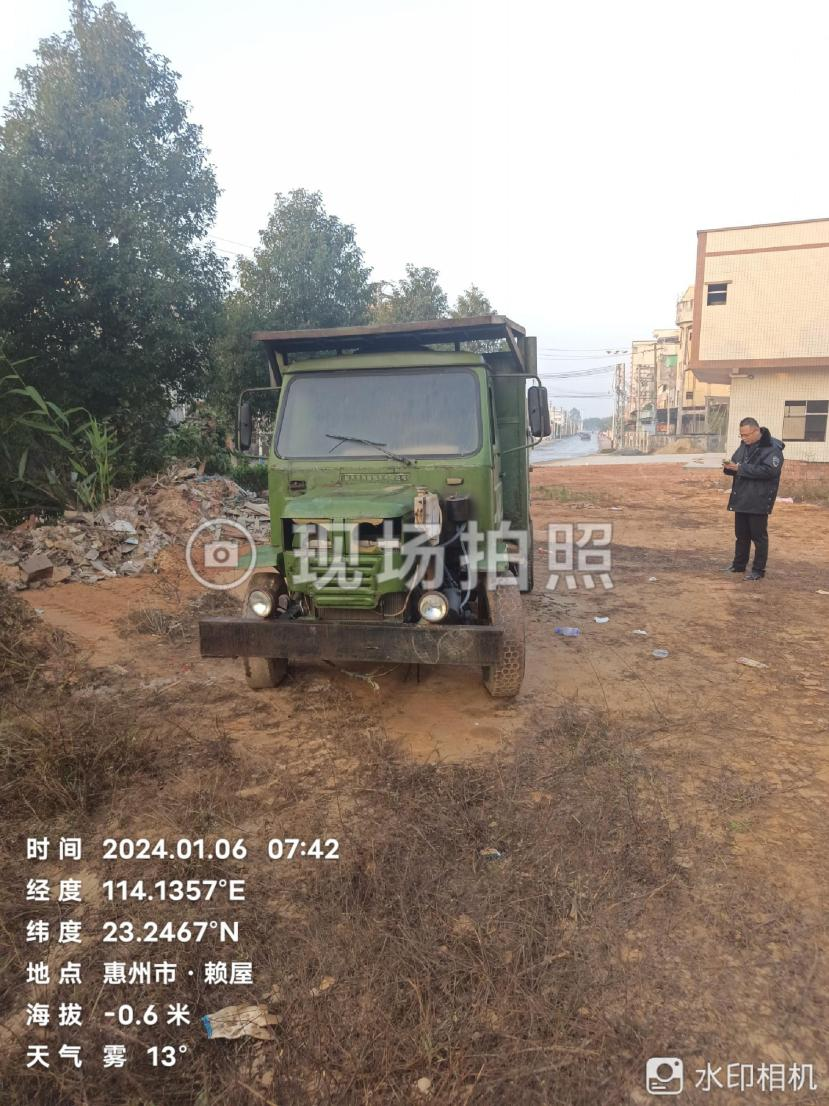 现场拍照
时间 2024.01.06 07:42
经度 114.1357°E
纬度 23.2467°N
地点 惠州市·赖屋
海拔 -0.6 米
天气 雾 13°
水印相机